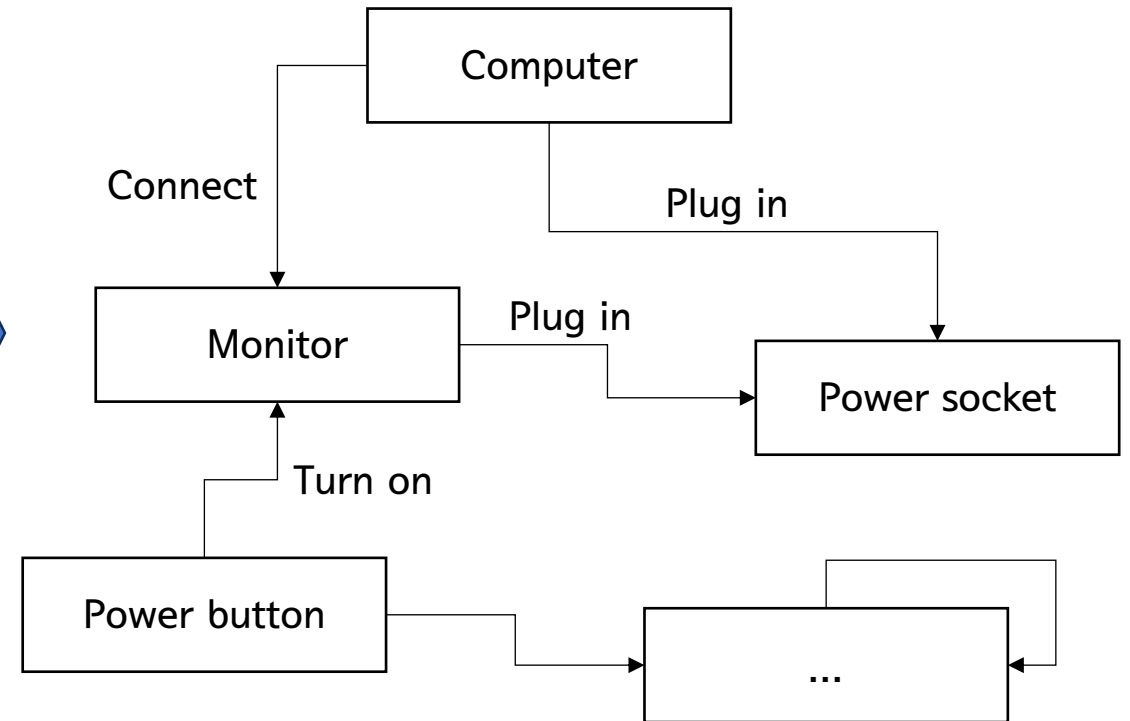 Computer
Connect
Plug in
Monitor
Plug in
Power socket
Turn on
Power button
...